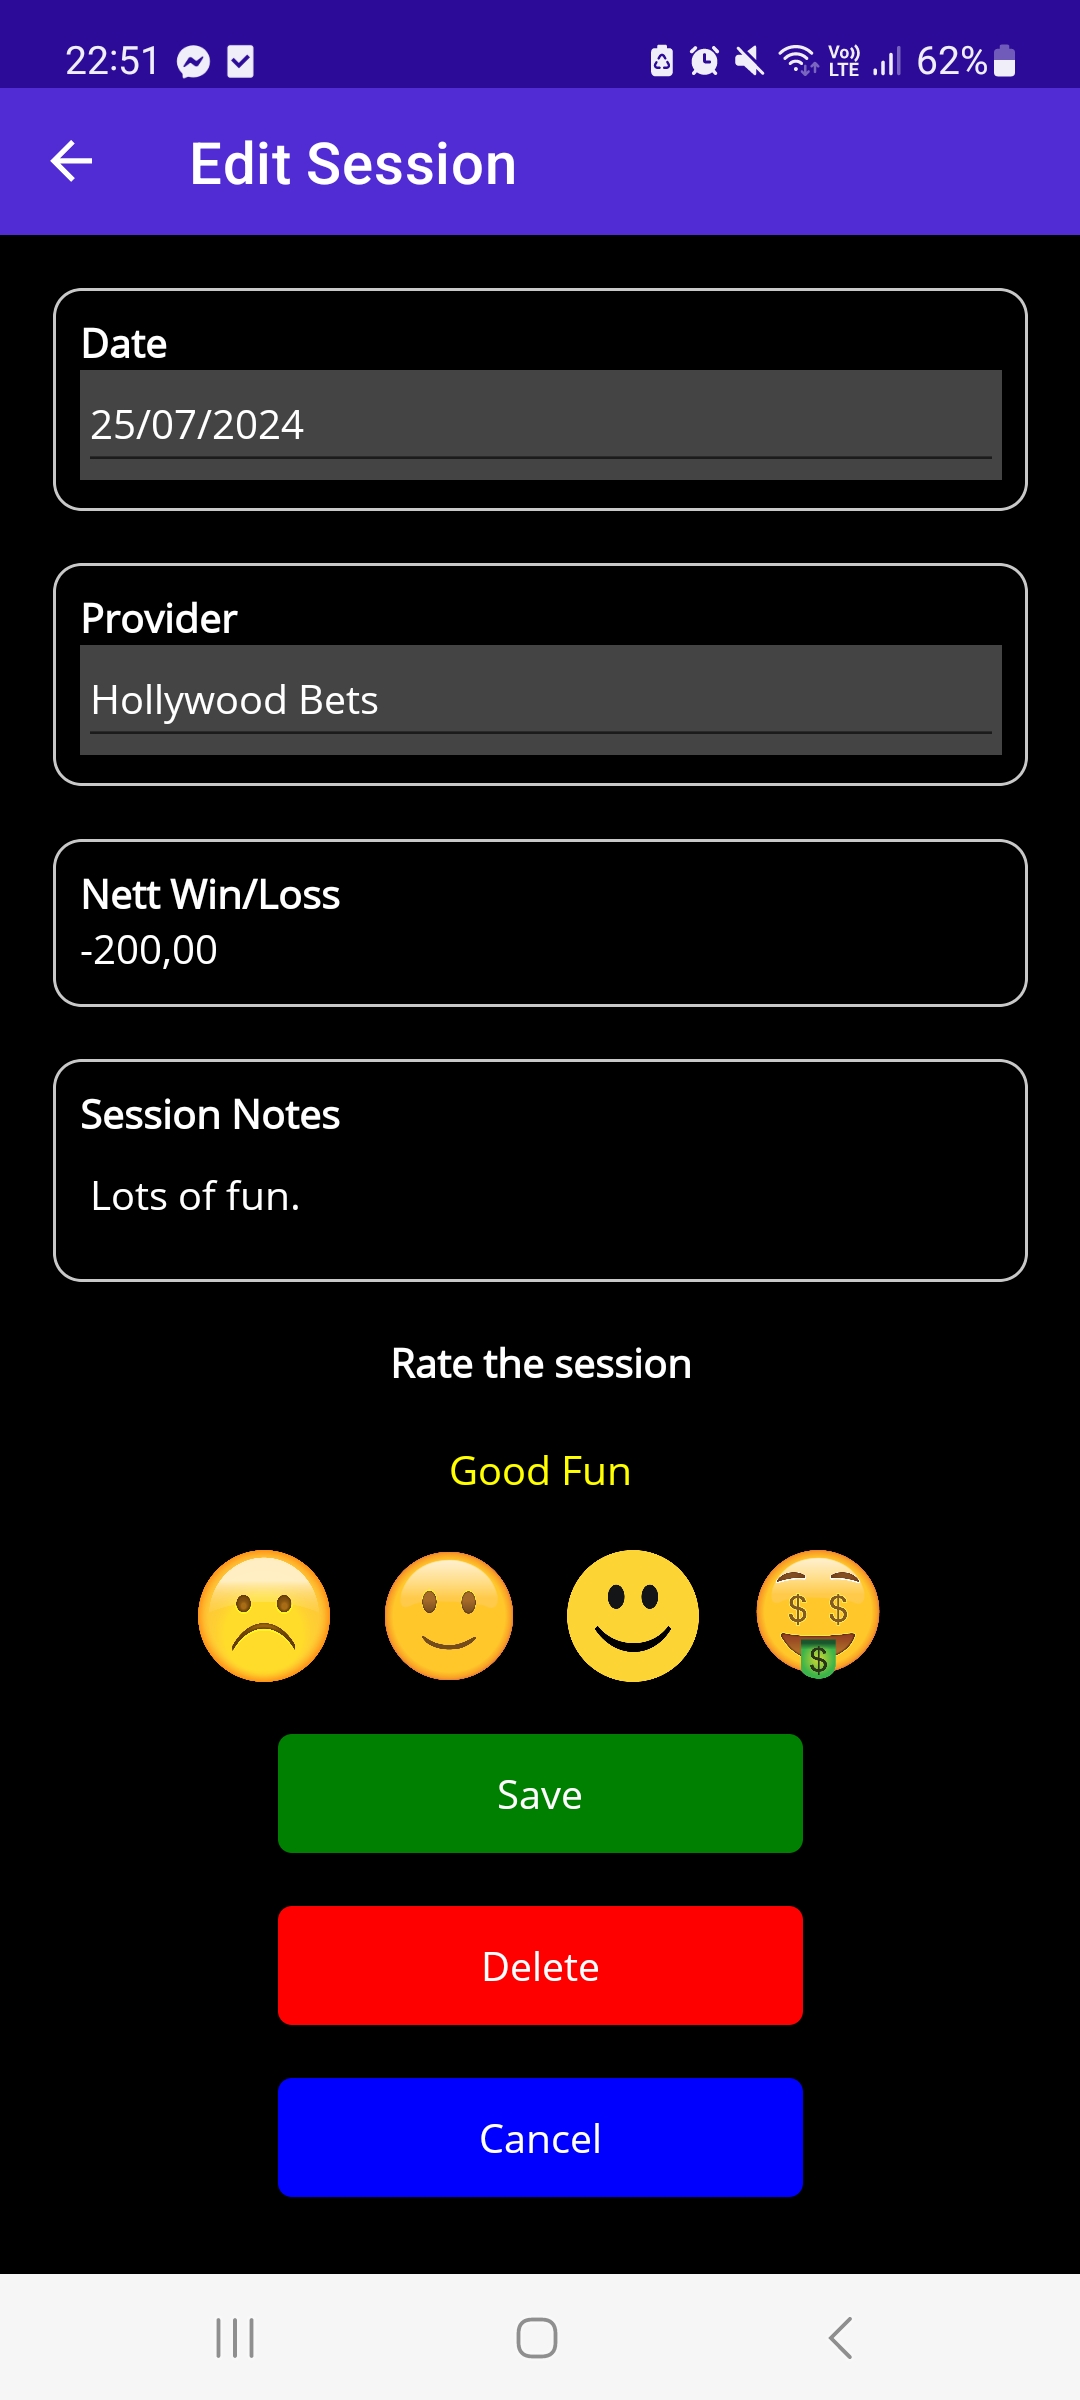 22:51
Vo)) LTE 62%
Edit Session
Date
25/07/2024
Provider
Hollywood Bets
Nett Win/Loss
-200,00
Session Notes
Lots of fun.
Rate the session
Good Fun
$ $
$
Save
Delete
Cancel